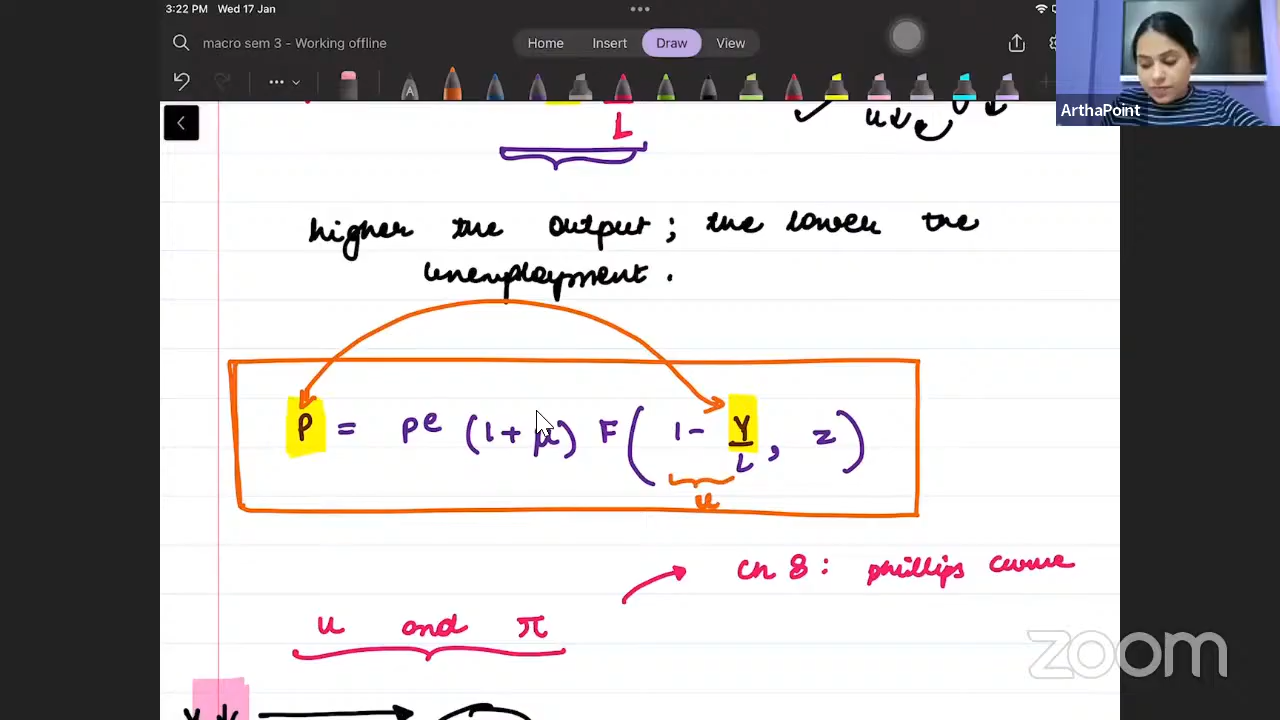 3:22 PM Wed 17 Jan
macro sem 3 - Working offline
Home Insert Draw View
A
ArthaPoint
L
higher the output ; the lower the
unemployment .
P = Pe (1 + μ) F ( 1 - Y/L , z )
u
ch 8 : phillips curve
u and π
zoom